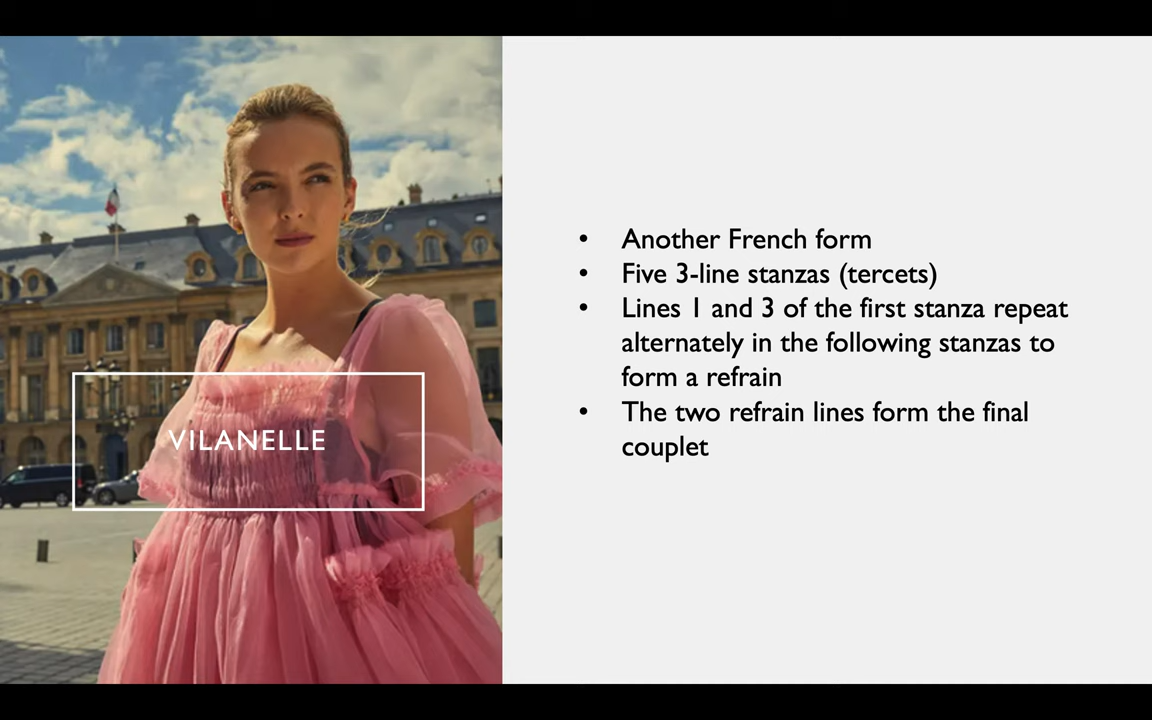 VILANELLE
• Another French form
• Five 3-line stanzas (tercets)
• Lines 1 and 3 of the first stanza repeat
alternately in the following stanzas to
form a refrain
• The two refrain lines form the final
couplet